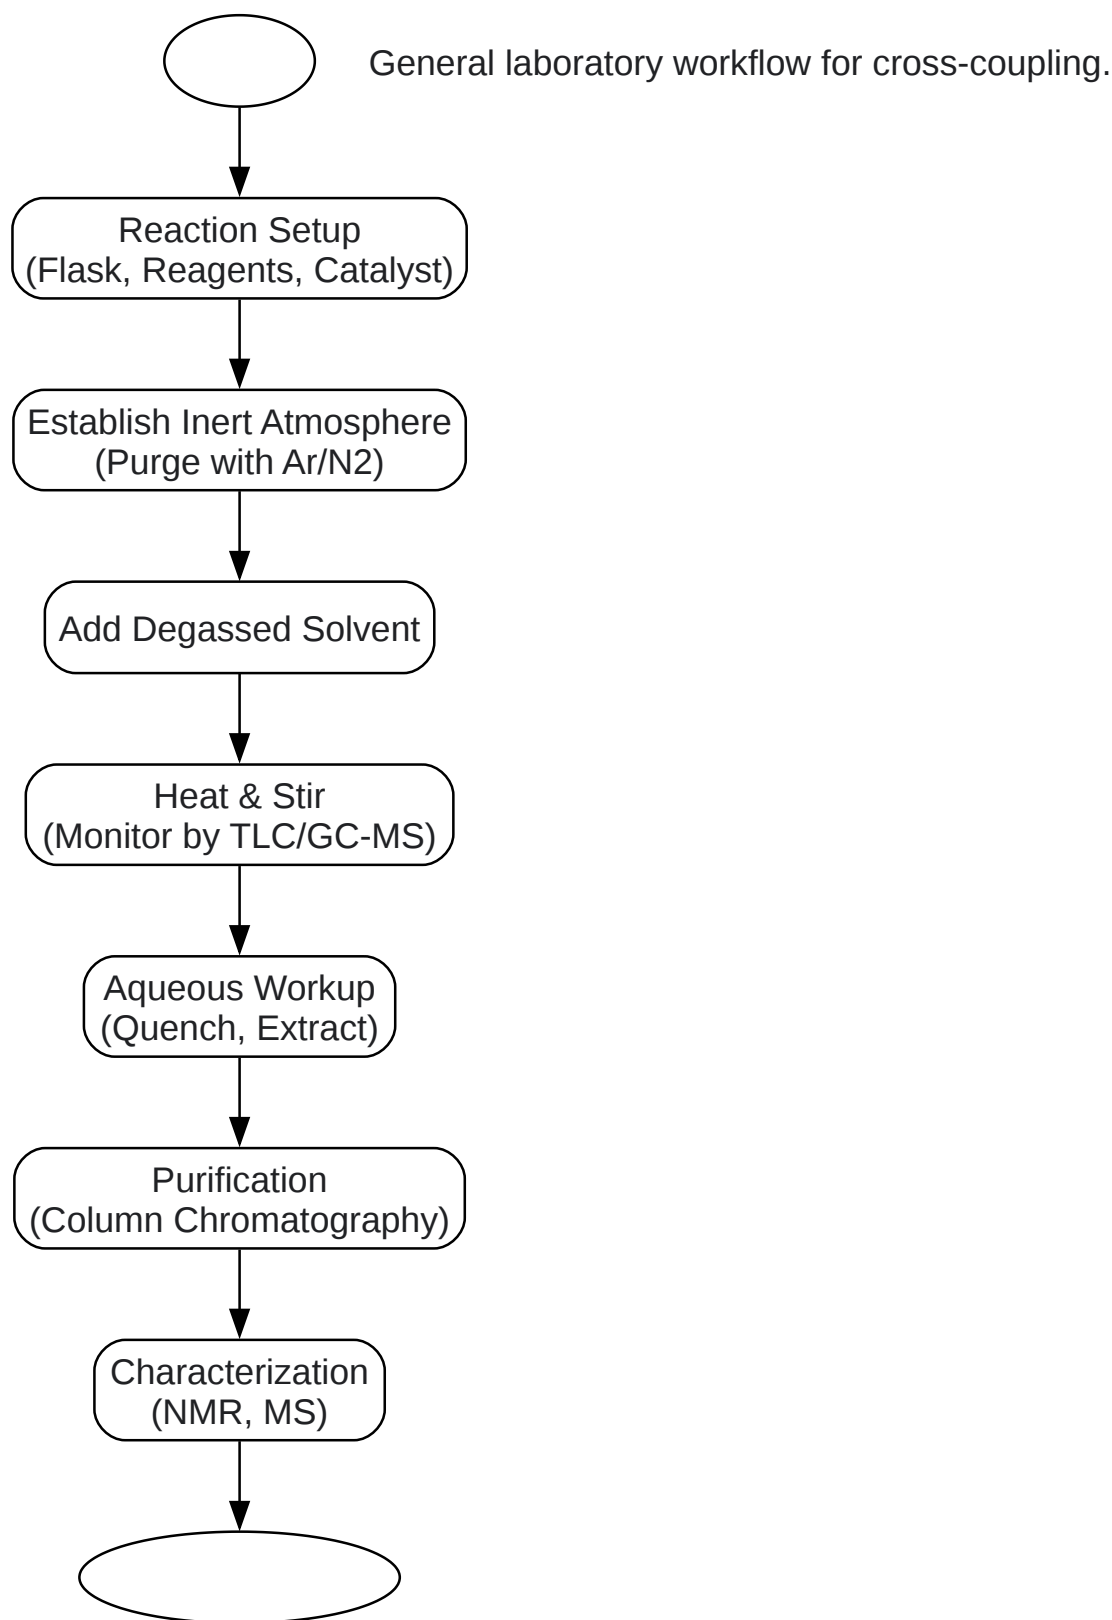 General laboratory workflow for cross-coupling.
Reaction Setup
(Flask, Reagents, Catalyst)
Establish Inert Atmosphere
(Purge with Ar/N2)
Add Degassed Solvent
Heat & Stir
(Monitor by TLC/GC-MS)
Aqueous Workup
(Quench, Extract)
Purification
(Column Chromatography)
Characterization
(NMR, MS)